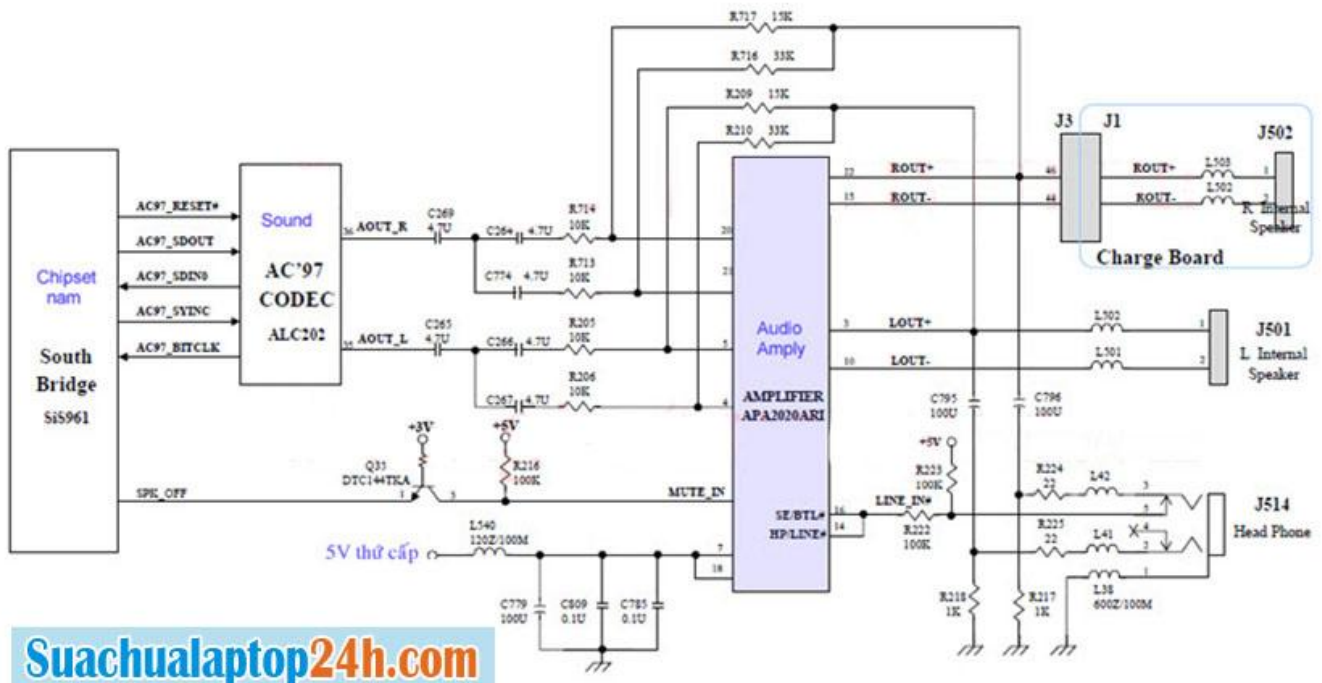 R717 15K
R716 33K
R209 15K
R210 33K
J3 J1
J502
22 ROUT+ 46 ROUT+ L503 1
15 ROUT- 44 ROUT- L502 2
R Internal
Speaker
Charge Board
AC97_RESET#
AC97_SDOUT
AC97_SDIN0
AC97_SYINC
AC97_BITCLK
Chipset
nam
South
Bridge
SiS961
Sound
AC'97
CODEC
ALC202
36 AOUT_R
C269
4.7U
C264 4.7U
R714
10K
20
C774 4.7U
R713
10K
21
35 AOUT_L
C265
4.7U
C266 4.7U
R205
10K
5
C267 4.7U
R206
10K
4
Audio
Amply
AMPLIFIER
APA2020ARI
3 LOUT+ L502 1
10 LOUT- L501 2
J501
L Internal
Speaker
C795
100U
C796
100U
+3V
+5V
Q35
DTC144TKA
R216
100K
SPK_OFF 1 3 MUTE_IN
+5V
R223
100K
SE/BTL# 16 LINE_IN#
HP/LINE# 14
R222
100K
R224
22
L42
3
5
4
R225
22
L41
2
L38
600Z/100M
1
J514
Head Phone
R218
1K
R217
1K
5V thứ cấp
L540
120Z/100M
7
18
C779
100U
C809
0.1U
C785
0.1U
Suachualaptop24h.com